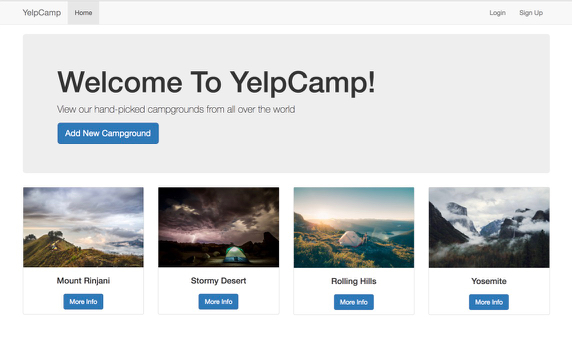 YelpCamp Home Login Sign Up
Welcome To YelpCamp!
View our hand-picked campgrounds from all over the world
Add New Campground
Mount Rinjani Stormy Desert Rolling Hills Yosemite
More Info More Info More Info More Info